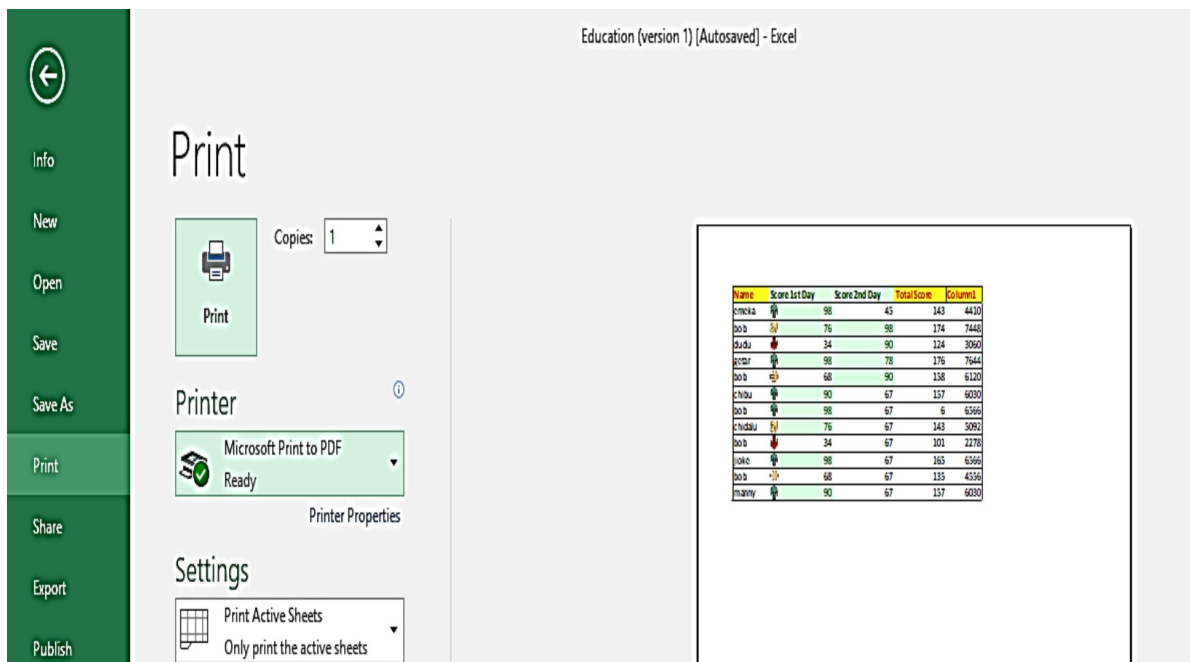 Education (version 1) [Autosaved] - Excel
Info
New
Open
Save
Save As
Print
Share
Export
Publish
Print
Copies: 1
Print
Printer
Microsoft Print to PDF
Ready
Printer Properties
Settings
Print Active Sheets
Only print the active sheets
Name Score 1st Day Score 2nd Day Total Score Column1
emeka 98 45 143 4410
bob 76 98 174 7448
dudu 34 90 124 3060
98 78 176 7644
bob 68 90 158 6120
chibu 90 67 157 6030
bob 98 67 6 6566
chidalu 76 67 143 5092
bob 34 67 101 2278
jioke 98 67 165 6566
bob 68 67 135 4556
manny 90 67 157 6030